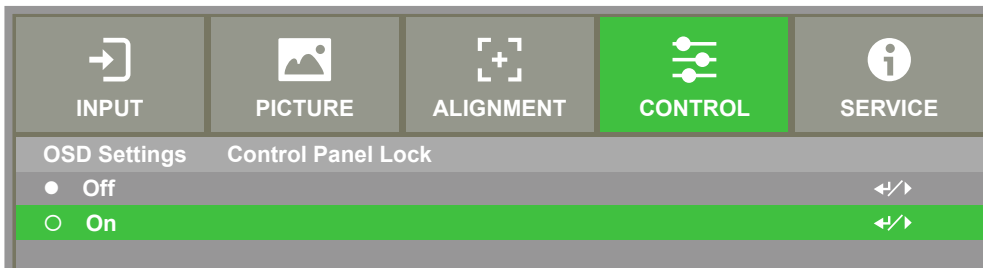 INPUT PICTURE ALIGNMENT CONTROL SERVICE
OSD Settings Control Panel Lock
Off
On